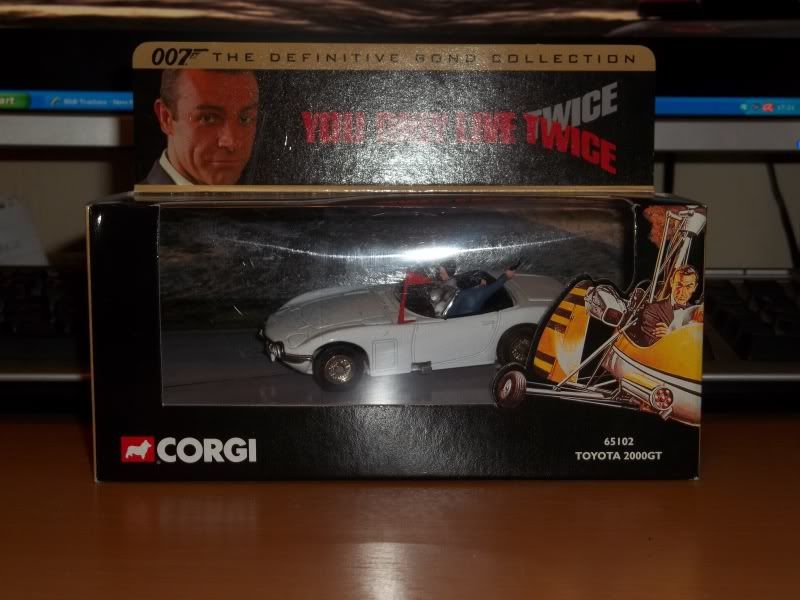 007 THE DEFINITIVE BOND COLLECTION
YOU ONLY LIVE TWICE
TWICE
CORGI
65102
TOYOTA 2000GT